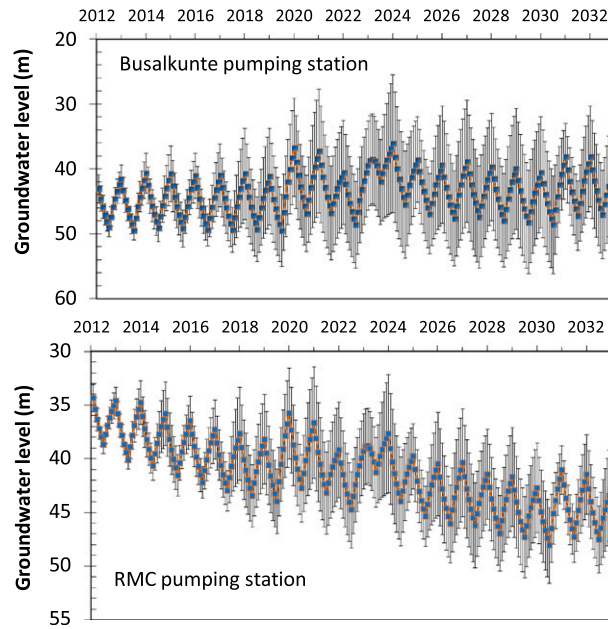 2012 2014 2016 2018 2020 2022 2024 2026 2028 2030 2032
20
Busalkunte pumping station
30
40
50
60
Groundwater level (m)
2012 2014 2016 2018 2020 2022 2024 2026 2028 2030 2032
30
35
40
45
50
RMC pumping station
55
Groundwater level (m)